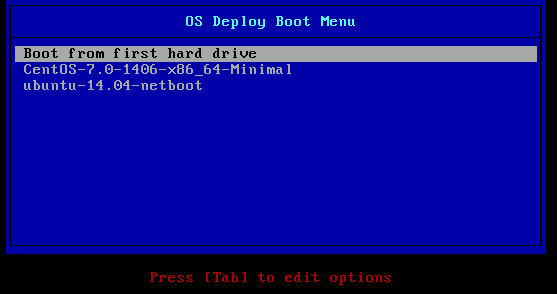 OS Deploy Boot Menu
Boot from first hard drive
CentOS-7.0-1406-x86_64-Minimal
ubuntu-14.04-netboot
Press [Tab] to edit options